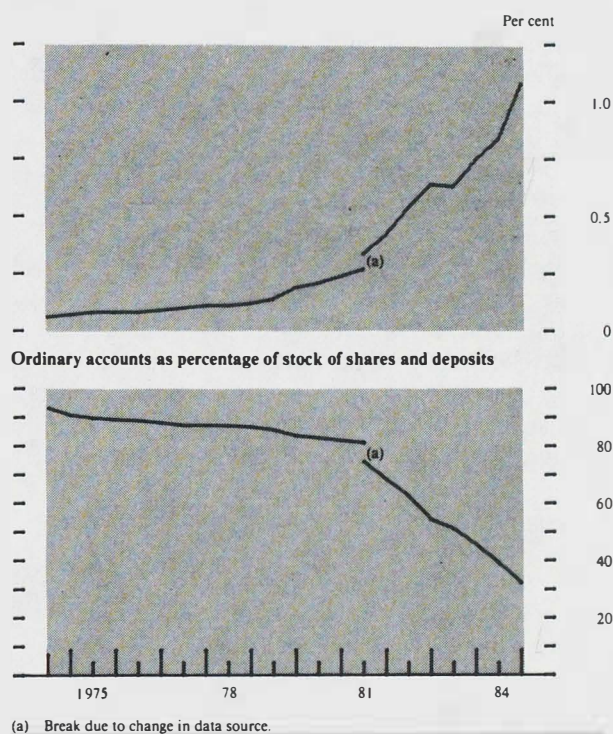 Per cent
1.0
0.5
(a)
0
Ordinary accounts as percentage of stock of shares and deposits
100
80
(a)
60
40
20
1975 78 81 84
(a) Break due to change in data source.